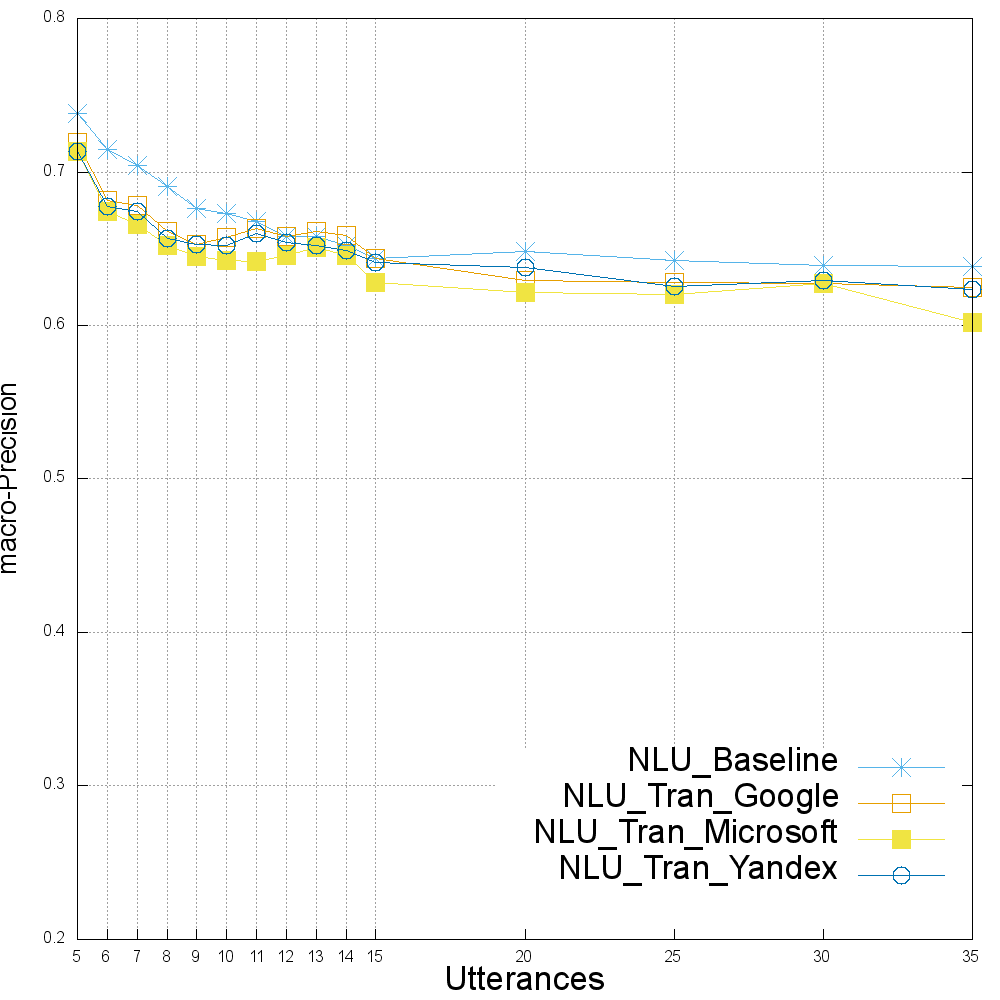 0.8
0.7
0.6
0.5
0.4
0.3
0.2
macro-Precision
NLU_Baseline
NLU_Tran_Google
NLU_Tran_Microsoft
NLU_Tran_Yandex
5 6 7 8 9 10 11 12 13 14 15 20 25 30 35
Utterances